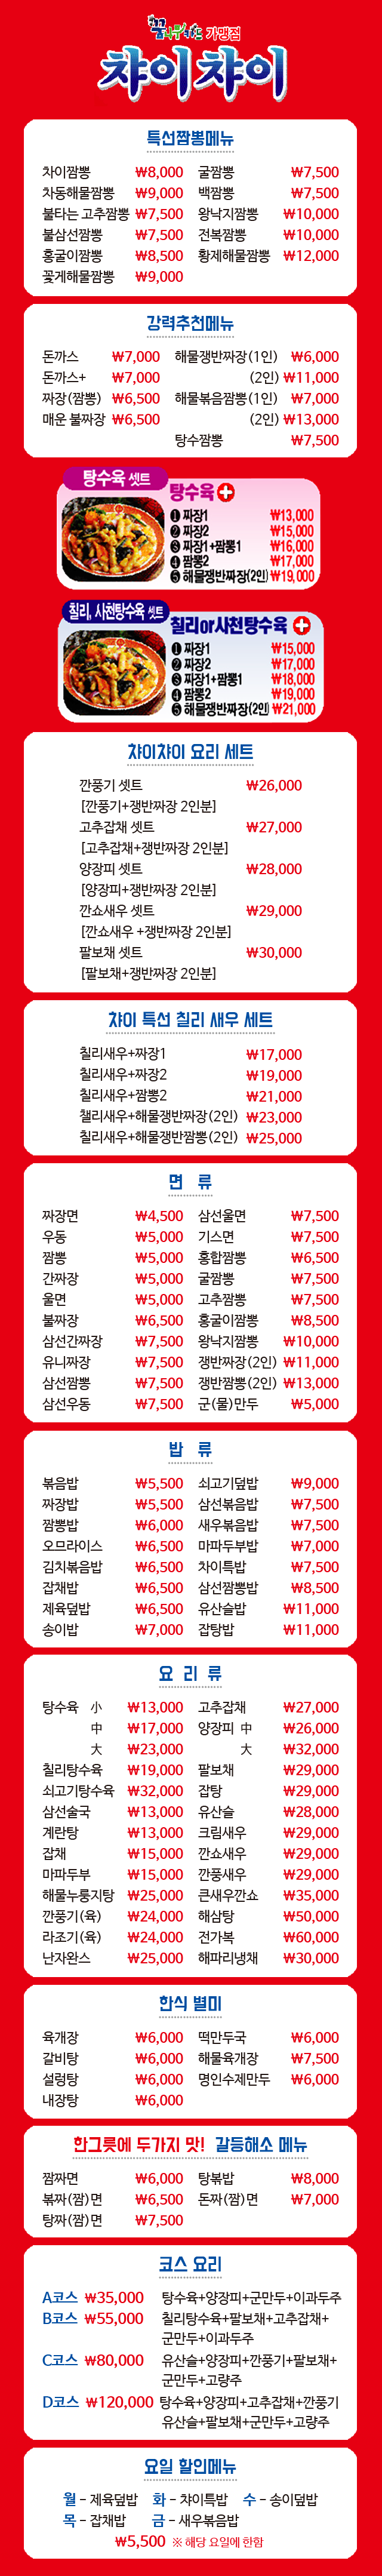 꿈나무카드 가맹점
챠이챠이
특선짬뽕메뉴
차이짬뽕 ₩8,000 굴짬뽕 ₩7,500
차동해물짬뽕 ₩9,000 백짬뽕 ₩7,500
불타는 고추짬뽕 ₩7,500 왕낙지짬뽕 ₩10,000
불삼선짬뽕 ₩7,500 전복짬뽕 ₩10,000
홍굴이짬뽕 ₩8,500 황제해물짬뽕 ₩12,000
꽃게해물짬뽕 ₩9,000
강력추천메뉴
돈까스 ₩7,000 해물쟁반짜장(1인) ₩6,000
돈까스+ ₩7,000 (2인) ₩11,000
짜장(짬뽕) ₩6,500 해물볶음짬뽕(1인) ₩7,000
매운 불짜장 ₩6,500 (2인) ₩13,000
탕수짬뽕 ₩7,500
탕수육 셋트
탕수육 +
❶ 짜장1 ₩13,000
❷ 짜장2 ₩15,000
❸ 짜장1+짬뽕1 ₩16,000
❹ 짬뽕2 ₩17,000
❺ 해물쟁반짜장(2인) ₩19,000
칠리, 사천탕수육 셋트
칠리or사천탕수육 +
❶ 짜장1 ₩15,000
❷ 짜장2 ₩17,000
❸ 짜장1+짬뽕1 ₩18,000
❹ 짬뽕2 ₩19,000
❺ 해물쟁반짜장(2인) ₩21,000
챠이챠이 요리 세트
깐풍기 셋트 ₩26,000
[깐풍기+쟁반짜장 2인분]
고추잡채 셋트 ₩27,000
[고추잡채+쟁반짜장 2인분]
양장피 셋트 ₩28,000
[양장피+쟁반짜장 2인분]
깐쇼새우 셋트 ₩29,000
[깐쇼새우 +쟁반짜장 2인분]
팔보채 셋트 ₩30,000
[팔보채+쟁반짜장 2인분]
챠이 특선 칠리 새우 세트
칠리새우+짜장1 ₩17,000
칠리새우+짜장2 ₩19,000
칠리새우+짬뽕2 ₩21,000
챌리새우+해물쟁반짜장(2인) ₩23,000
칠리새우+해물쟁반짬뽕(2인) ₩25,000
면 류
짜장면 ₩4,500 삼선울면 ₩7,500
우동 ₩5,000 기스면 ₩7,500
짬뽕 ₩5,000 홍합짬뽕 ₩6,500
간짜장 ₩5,000 굴짬뽕 ₩7,500
울면 ₩5,000 고추짬뽕 ₩7,500
불짜장 ₩6,500 홍굴이짬뽕 ₩8,500
삼선간짜장 ₩7,500 왕낙지짬뽕 ₩10,000
유니짜장 ₩7,500 쟁반짜장(2인) ₩11,000
삼선짬뽕 ₩7,500 쟁반짬뽕(2인) ₩13,000
삼선우동 ₩7,500 군(물)만두 ₩5,000
밥 류
볶음밥 ₩5,500 쇠고기덮밥 ₩9,000
짜장밥 ₩5,500 삼선볶음밥 ₩7,500
짬뽕밥 ₩6,000 새우볶음밥 ₩7,500
오므라이스 ₩6,500 마파두부밥 ₩7,000
김치볶음밥 ₩6,500 차이특밥 ₩7,500
잡채밥 ₩6,500 삼선짬뽕밥 ₩8,500
제육덮밥 ₩6,500 유산슬밥 ₩11,000
송이밥 ₩7,000 잡탕밥 ₩11,000
요 리 류
탕수육 小 ₩13,000 고추잡채 ₩27,000
中 ₩17,000 양장피 中 ₩26,000
大 ₩23,000 大 ₩32,000
칠리탕수육 ₩19,000 팔보채 ₩29,000
쇠고기탕수육 ₩32,000 잡탕 ₩29,000
삼선술국 ₩13,000 유산슬 ₩28,000
계란탕 ₩13,000 크림새우 ₩29,000
잡채 ₩15,000 깐쇼새우 ₩29,000
마파두부 ₩15,000 깐풍새우 ₩29,000
해물누룽지탕 ₩25,000 큰새우깐쇼 ₩35,000
깐풍기(육) ₩24,000 해삼탕 ₩50,000
라조기(육) ₩24,000 전가복 ₩60,000
난자완스 ₩25,000 해파리냉채 ₩30,000
한식 별미
육개장 ₩6,000 떡만두국 ₩6,000
갈비탕 ₩6,000 해물육개장 ₩7,500
설렁탕 ₩6,000 명인수제만두 ₩6,000
내장탕 ₩6,000
한그릇에 두가지 맛! 갈등해소 메뉴
짬짜면 ₩6,000 탕볶밥 ₩8,000
볶짜(짬)면 ₩6,500 돈짜(짬)면 ₩7,000
탕짜(짬)면 ₩7,500
코스 요리
A코스 ₩35,000 탕수육+양장피+군만두+이과두주
B코스 ₩55,000 칠리탕수육+팔보채+고추잡채+
군만두+이과두주
C코스 ₩80,000 유산슬+양장피+깐풍기+팔보채+
군만두+고량주
D코스 ₩120,000 탕수육+양장피+고추잡채+깐풍기
유산슬+팔보채+군만두+고량주
요일 할인메뉴
월 - 제육덮밥 화 - 챠이특밥 수 - 송이덮밥
목 - 잡채밥 금 - 새우볶음밥
₩5,500 ※ 해당 요일에 한함